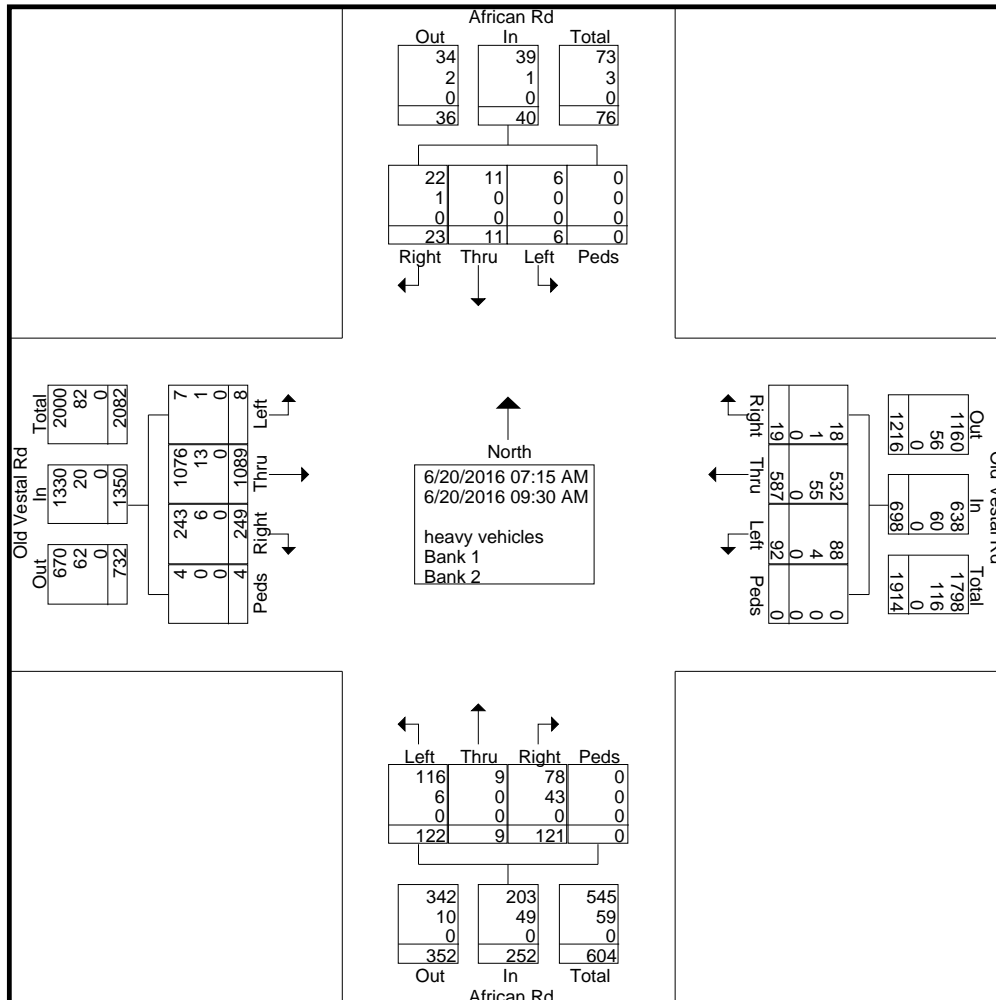 African Rd
Out In Total
34 39 73
2 1 3
0 0 0
36 40 76
22 11 6 0
1 0 0 0
0 0 0 0
23 11 6 0
Right Thru Left Peds
Old Vestal Rd
Total In Out
2000 1330 670
82 20 62
0 0 0
2082 1350 732
7 1076 243 4
1 13 6 0
0 0 0 0
8 1089 249 4
Left Thru Right Peds
North
6/20/2016 07:15 AM
6/20/2016 09:30 AM
heavy vehicles
Bank 1
Bank 2
Right Thru Left Peds
18 532 88 0
1 55 4 0
0 0 0 0
19 587 92 0
Out In Total
1160 638 1798
56 60 116
0 0 0
1216 698 1914
Old Vestal Rd
Left Thru Right Peds
116 9 78 0
6 0 43 0
0 0 0 0
122 9 121 0
342 203 545
10 49 59
0 0 0
352 252 604
Out In Total
African Rd